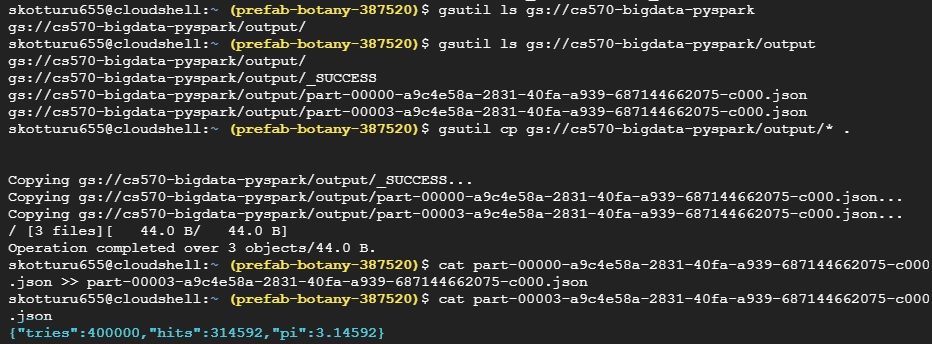 skotturu655@cloudshell:~ (prefab-botany-387520)$ gsutil ls gs://cs570-bigdata-pyspark
gs://cs570-bigdata-pyspark/output/
skotturu655@cloudshell:~ (prefab-botany-387520)$ gsutil ls gs://cs570-bigdata-pyspark/output
gs://cs570-bigdata-pyspark/output/
gs://cs570-bigdata-pyspark/output/_SUCCESS
gs://cs570-bigdata-pyspark/output/part-00000-a9c4e58a-2831-40fa-a939-687144662075-c000.json
gs://cs570-bigdata-pyspark/output/part-00003-a9c4e58a-2831-40fa-a939-687144662075-c000.json
skotturu655@cloudshell:~ (prefab-botany-387520)$ gsutil cp gs://cs570-bigdata-pyspark/output/* .
Copying gs://cs570-bigdata-pyspark/output/_SUCCESS...
Copying gs://cs570-bigdata-pyspark/output/part-00000-a9c4e58a-2831-40fa-a939-687144662075-c000.json...
Copying gs://cs570-bigdata-pyspark/output/part-00003-a9c4e58a-2831-40fa-a939-687144662075-c000.json...
/ [3 files][   44.0 B/   44.0 B]
Operation completed over 3 objects/44.0 B.
skotturu655@cloudshell:~ (prefab-botany-387520)$ cat part-00000-a9c4e58a-2831-40fa-a939-687144662075-c000
.json >> part-00003-a9c4e58a-2831-40fa-a939-687144662075-c000.json
skotturu655@cloudshell:~ (prefab-botany-387520)$ cat part-00003-a9c4e58a-2831-40fa-a939-687144662075-c000
.json
{"tries":400000,"hits":314592,"pi":3.14592}